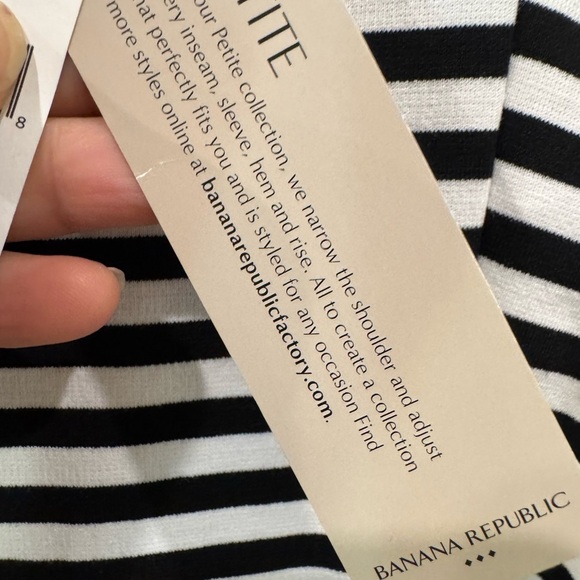 TITE
our Petite collection, we narrow the shoulder and adjust
ery inseam, sleeve, hem and rise. All to create a collection
hat perfectly fits you and is styled for any occasion Find
more styles online at bananarepublicfactory.com.
BANANA REPUBLIC
8